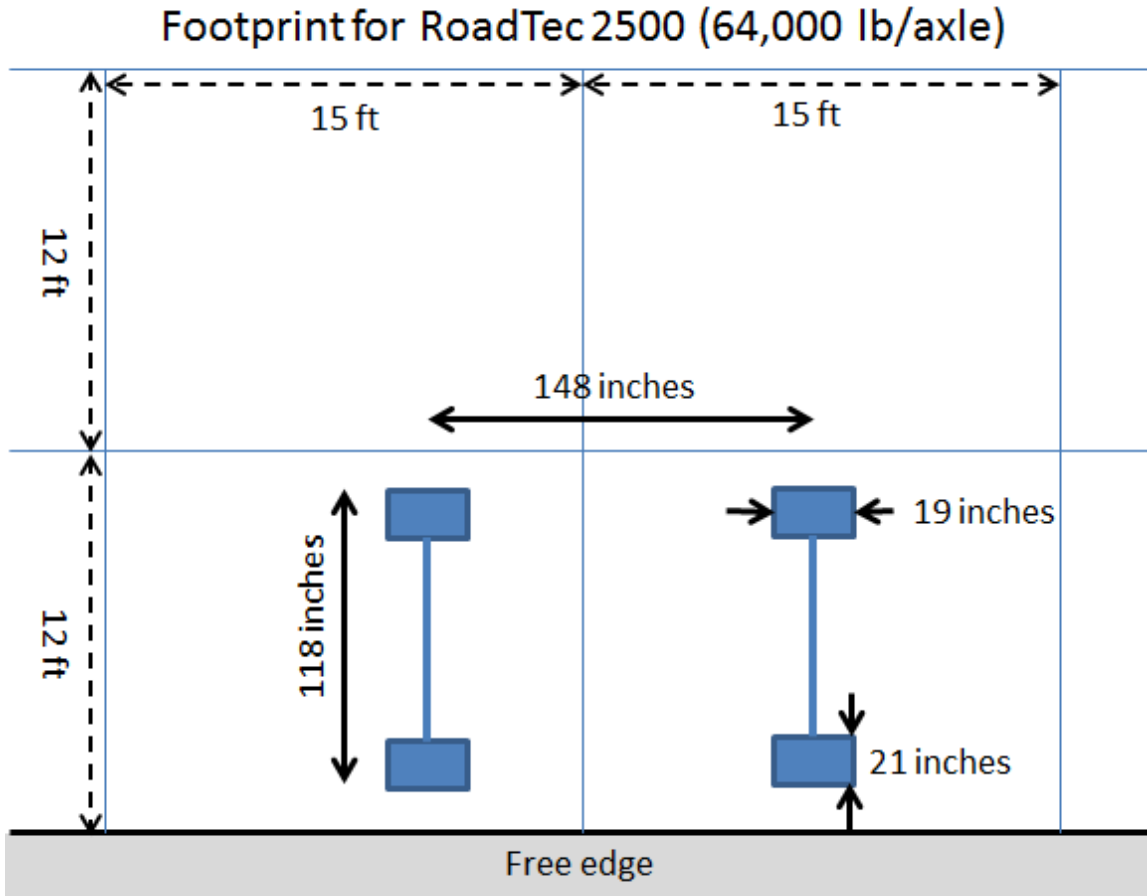 Footprint for RoadTec 2500 (64,000 lb/axle)
15 ft
15 ft
12 ft
148 inches
19 inches
118 inches
12 ft
21 inches
Free edge